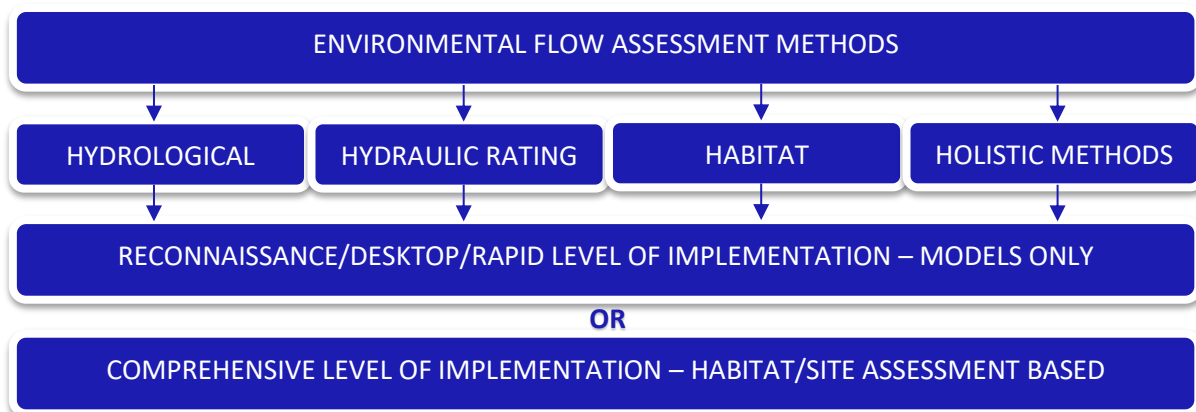 ENVIRONMENTAL FLOW ASSESSMENT METHODS
HYDROLOGICAL
HYDRAULIC RATING
HABITAT
HOLISTIC METHODS
RECONNAISSANCE/DESKTOP/RAPID LEVEL OF IMPLEMENTATION – MODELS ONLY
OR
COMPREHENSIVE LEVEL OF IMPLEMENTATION – HABITAT/SITE ASSESSMENT BASED